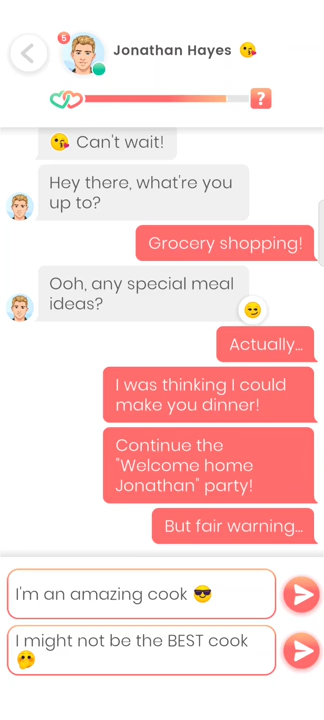 5
Jonathan Hayes 😘
?
😘 Can't wait!
Hey there, what're you
up to?
Grocery shopping!
Ooh, any special meal
ideas?
Actually...
I was thinking I could
make you dinner!
Continue the
"Welcome home
Jonathan" party!
But fair warning...
I'm an amazing cook 😎
I might not be the BEST cook
🤭